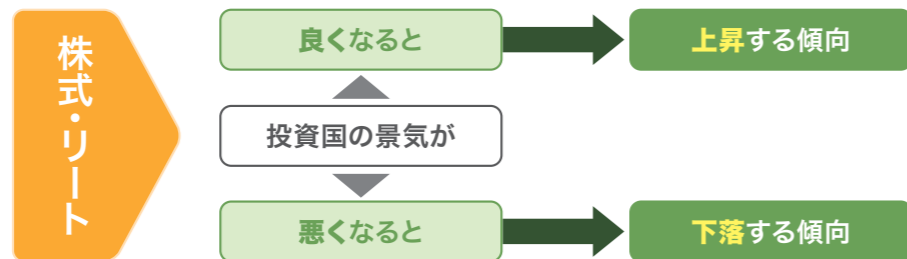 株式・リート
良くなると
上昇する傾向
投資国の景気が
悪くなると
下落する傾向